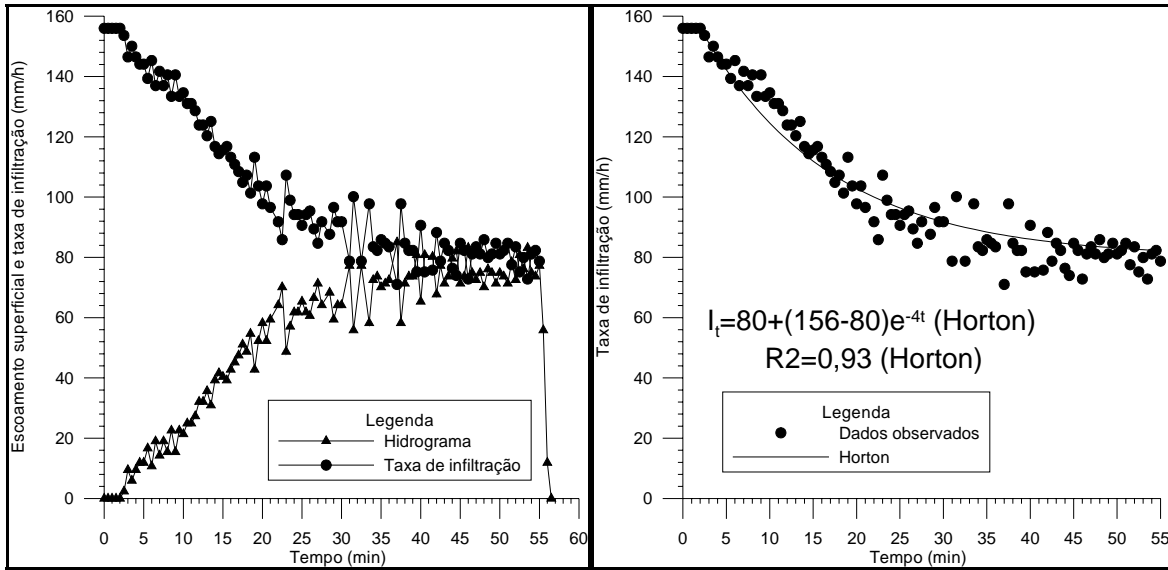 Escoamento superficial e taxa de infiltração (mm/h)
160
140
120
100
80
60
40
20
0
Legenda
Hidrograma
Taxa de infiltração
0 5 10 15 20 25 30 35 40 45 50 55 60
Tempo (min)
Taxa de infiltração (mm/h)
160
140
120
100
80
60
40
20
0
I_t=80+(156-80)e^-4t (Horton)
R2=0,93 (Horton)
Legenda
Dados observados
Horton
0 5 10 15 20 25 30 35 40 45 50 55
Tempo (min)